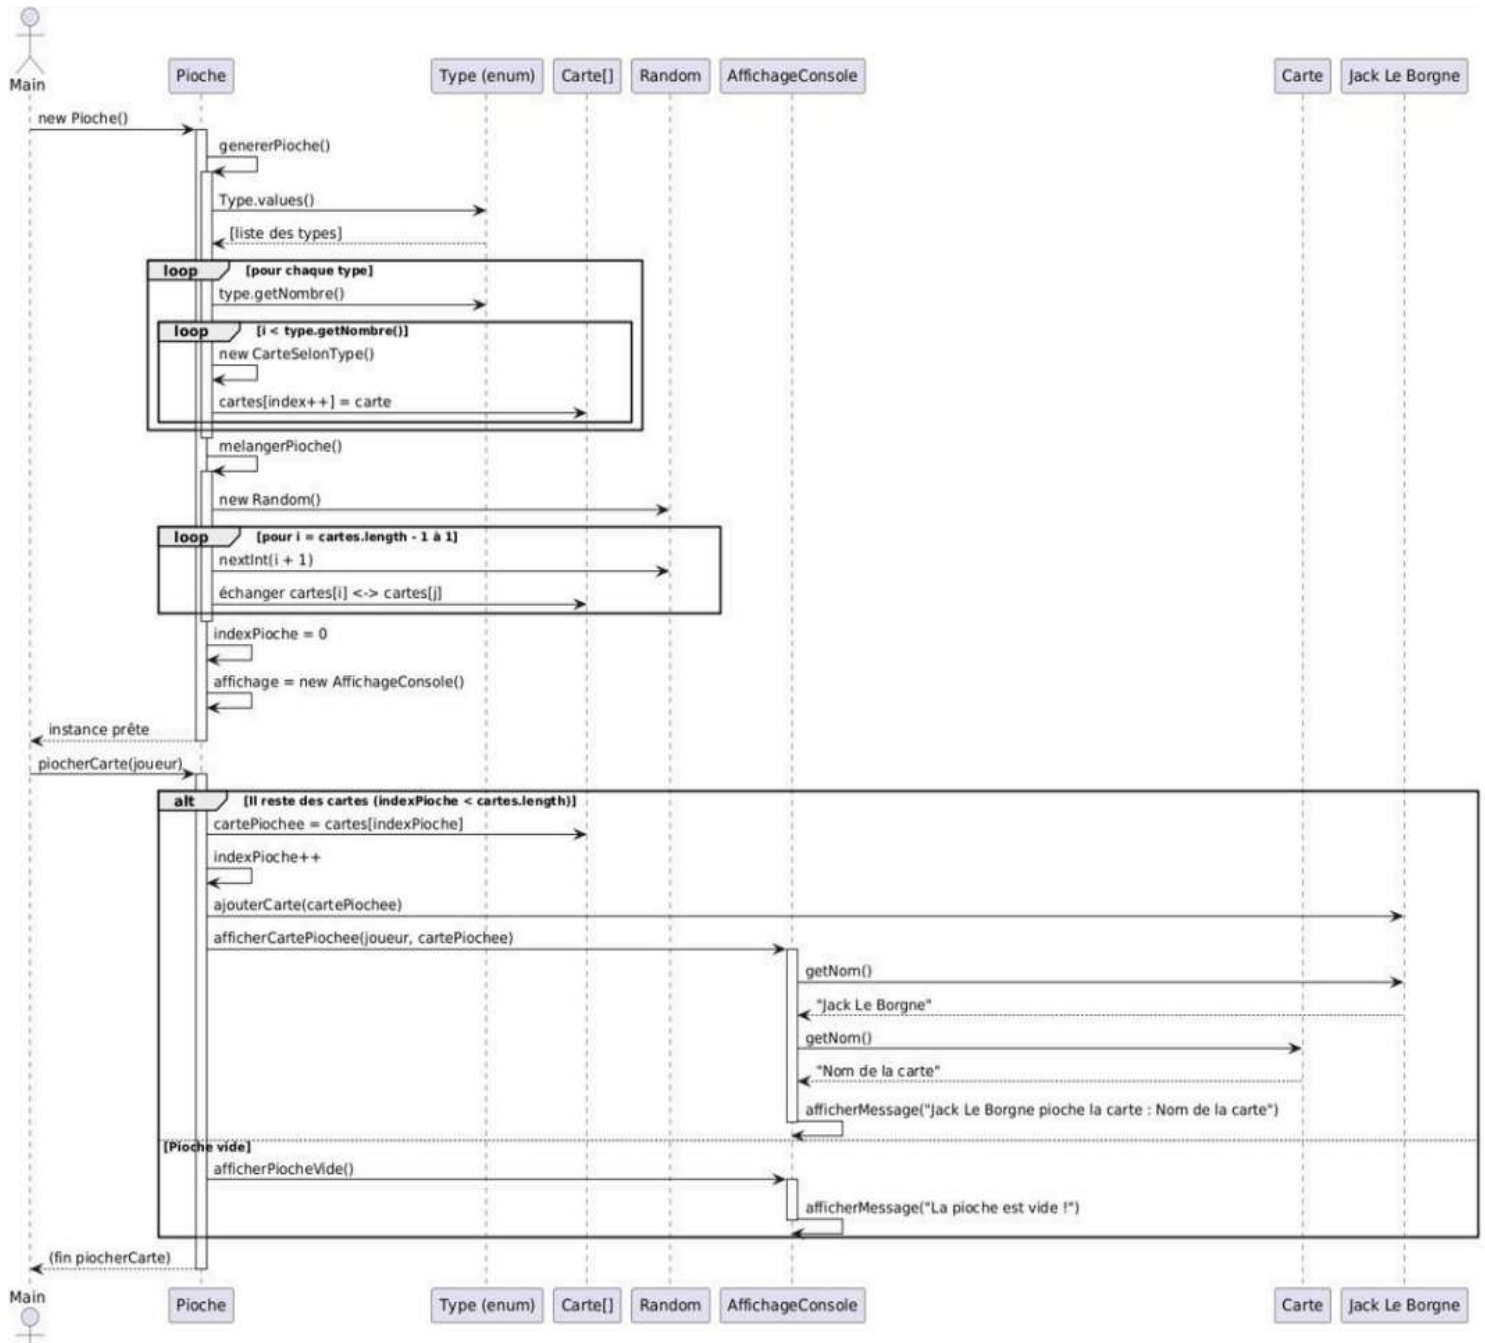 Main
Pioche
Type (enum)
Carte[]
Random
AffichageConsole
Carte
Jack Le Borgne
new Pioche()
genererPioche()
Type.values()
[liste des types]
loop [pour chaque type]
type.getNombre()
loop [i < type.getNombre()]
new CarteSelonType()
cartes[index++] = carte
melangerPioche()
new Random()
loop [pour i = cartes.length - 1 à 1]
nextInt(i + 1)
échanger cartes[i] <-> cartes[j]
indexPioche = 0
affichage = new AffichageConsole()
instance prête
piocherCarte(joueur)
alt [Il reste des cartes (indexPioche < cartes.length)]
cartePiochee = cartes[indexPioche]
indexPioche++
ajouterCarte(cartePiochee)
afficherCartePiochee(joueur, cartePiochee)
getNom()
"Jack Le Borgne"
getNom()
"Nom de la carte"
afficherMessage("Jack Le Borgne pioche la carte : Nom de la carte")
[Pioche vide]
afficherPiocheVide()
afficherMessage("La pioche est vide !")
(fin piocherCarte)
Main
Pioche
Type (enum)
Carte[]
Random
AffichageConsole
Carte
Jack Le Borgne